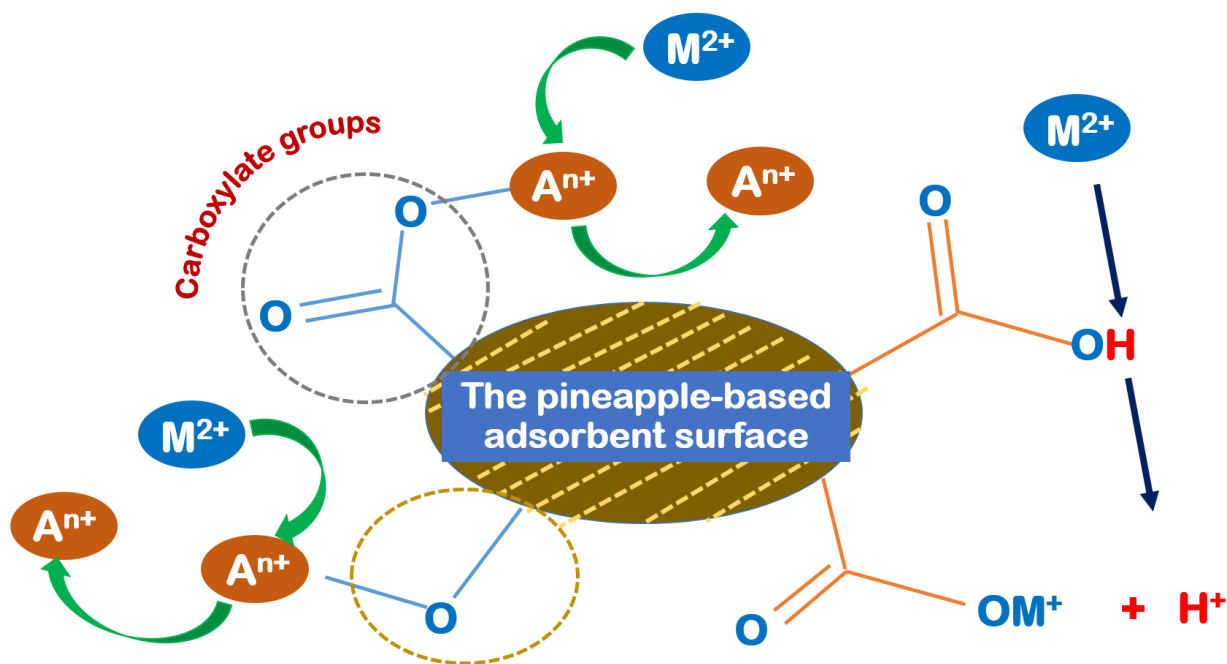 M²⁺
M²⁺
Carboxylate groups
Aⁿ⁺
Aⁿ⁺
O
O
O
OH
The pineapple-based
adsorbent surface
M²⁺
Aⁿ⁺
Aⁿ⁺
O
O
OM⁺ + H⁺